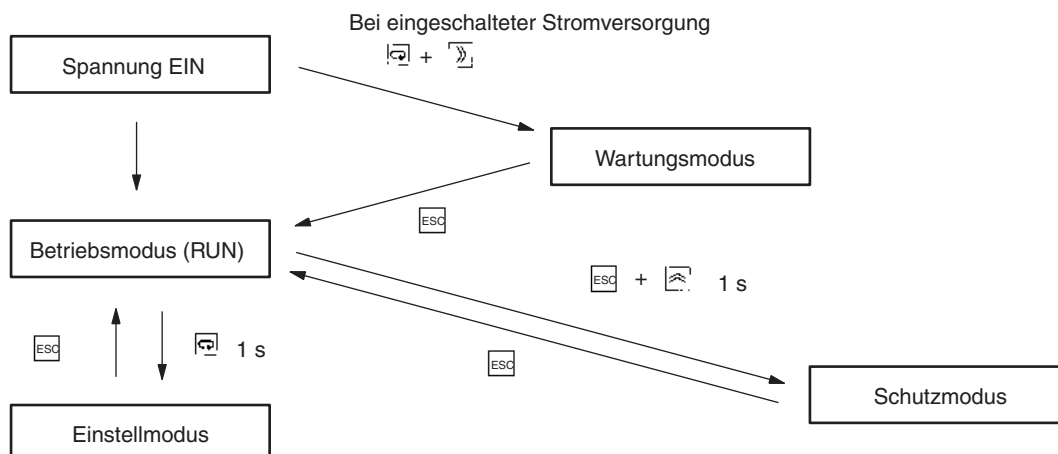 Bei eingeschalteter Stromversorgung
Spannung EIN
+
Wartungsmodus
ESC
Betriebsmodus (RUN)
ESC + 1 s
ESC
1 s
ESC
Schutzmodus
Einstellmodus